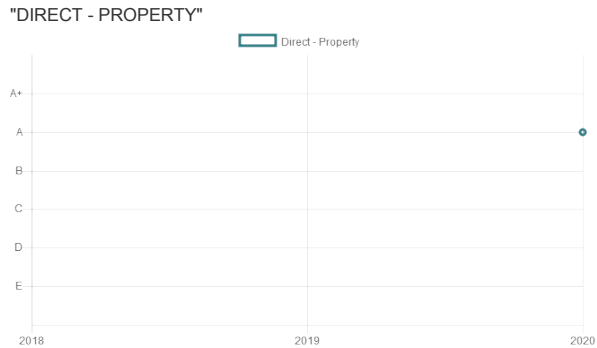 "DIRECT - PROPERTY"
Direct - Property
A+
A
B
C
D
E
2018 2019 2020